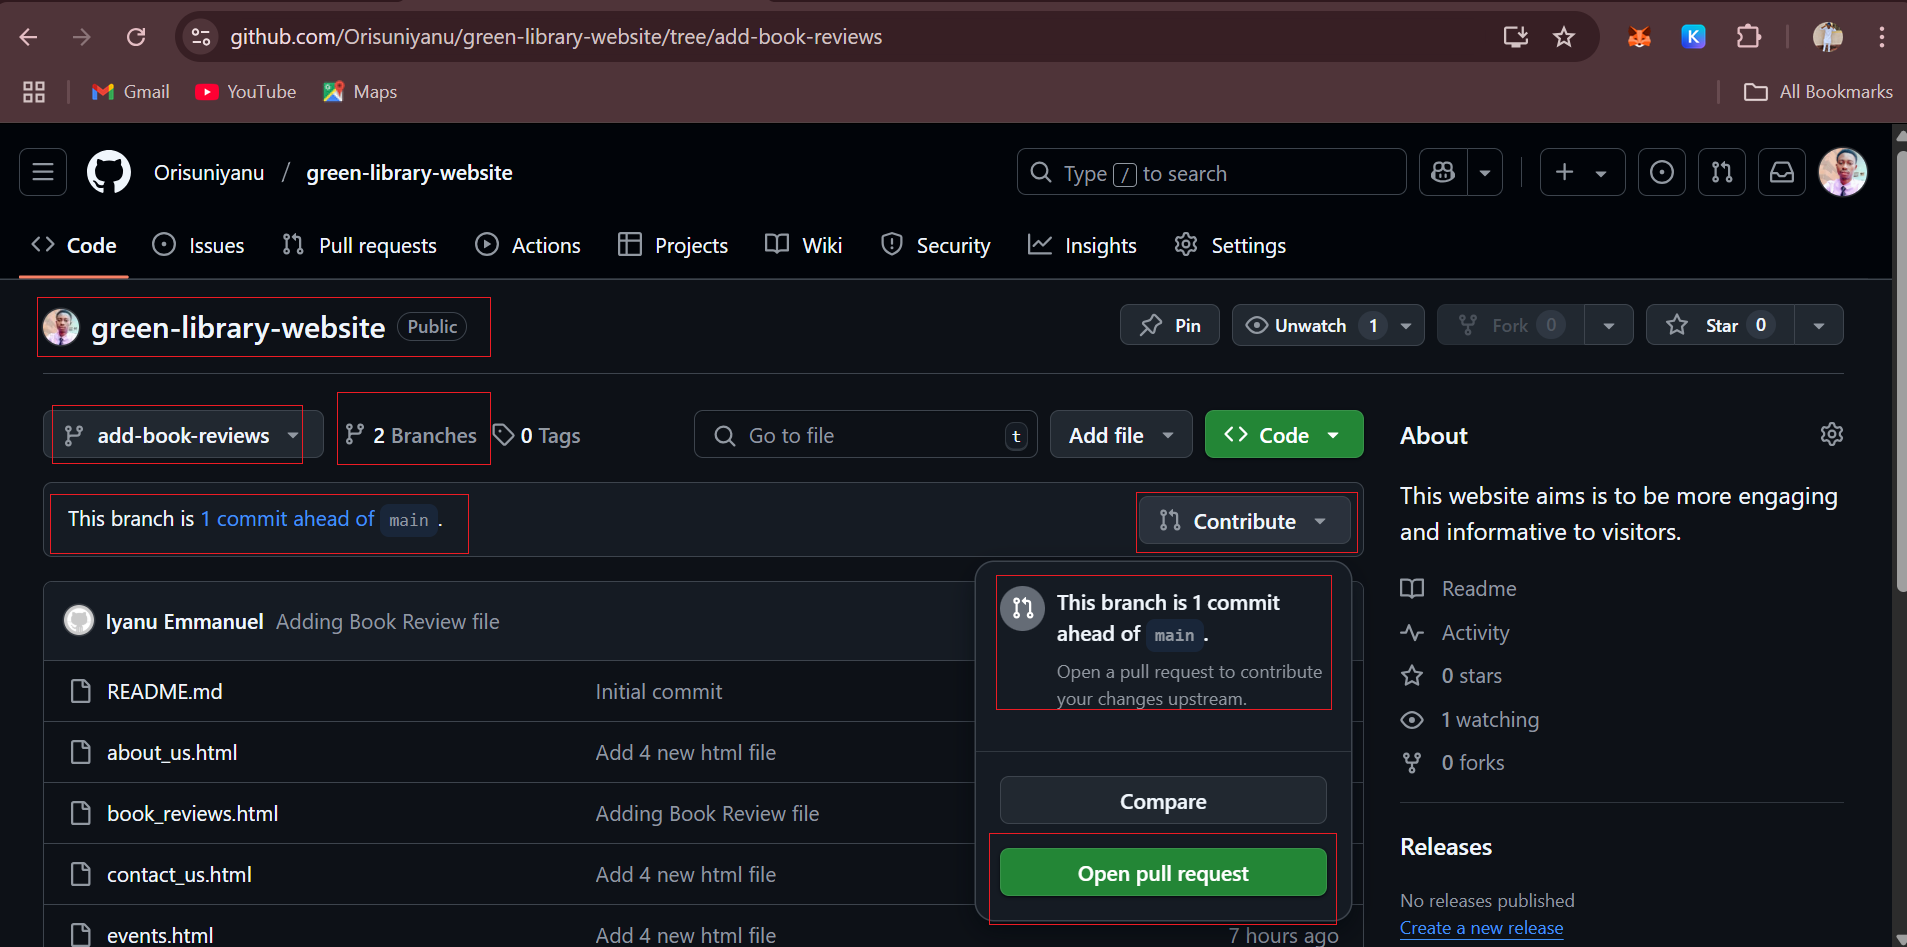 github.com/Orisuniyanu/green-library-website/tree/add-book-reviews
K
Gmail YouTube Maps All Bookmarks
Orisuniyanu / green-library-website Type / to search
Code Issues Pull requests Actions Projects Wiki Security Insights Settings
green-library-website Public Pin Unwatch 1 Fork 0 Star 0
add-book-reviews 2 Branches 0 Tags Go to file t Add file Code
This branch is 1 commit ahead of main . Contribute
This branch is 1 commit
ahead of main .
Open a pull request to contribute
your changes upstream.
Compare
Open pull request
Iyanu Emmanuel Adding Book Review file
README.md Initial commit
about_us.html Add 4 new html file
book_reviews.html Adding Book Review file
contact_us.html Add 4 new html file
events.html Add 4 new html file 7 hours ago
About
This website aims is to be more engaging
and informative to visitors.
Readme
Activity
0 stars
1 watching
0 forks
Releases
No releases published
Create a new release